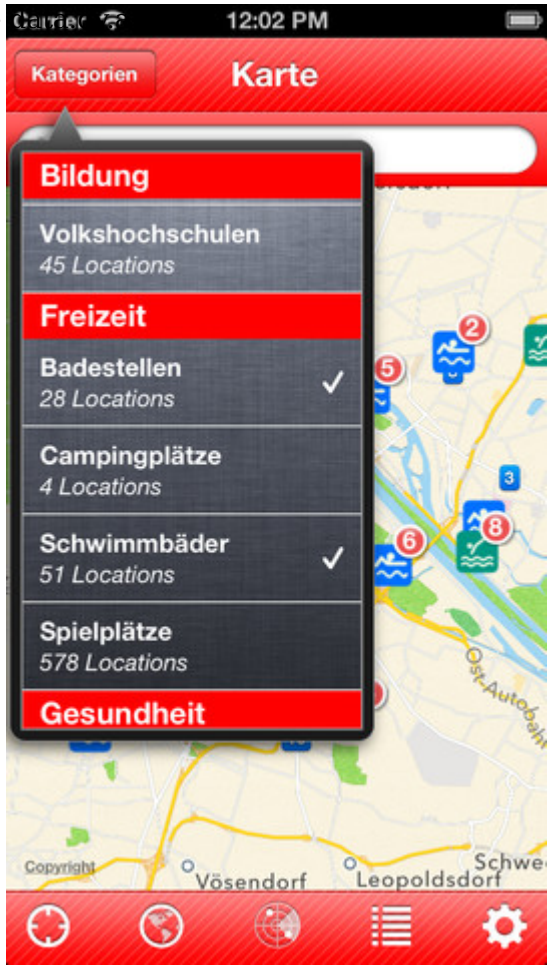 Carrier 12:02 PM
Kategorien Karte
Bildung
Volkshochschulen
45 Locations
Freizeit
Badestellen
28 Locations
Campingplätze
4 Locations
Schwimmbäder
51 Locations
Spielplätze
578 Locations
Gesundheit
2
5
3
8
6
Ost-Autobahn
Copyright
Vösendorf
Leopoldsdorf
Schwe